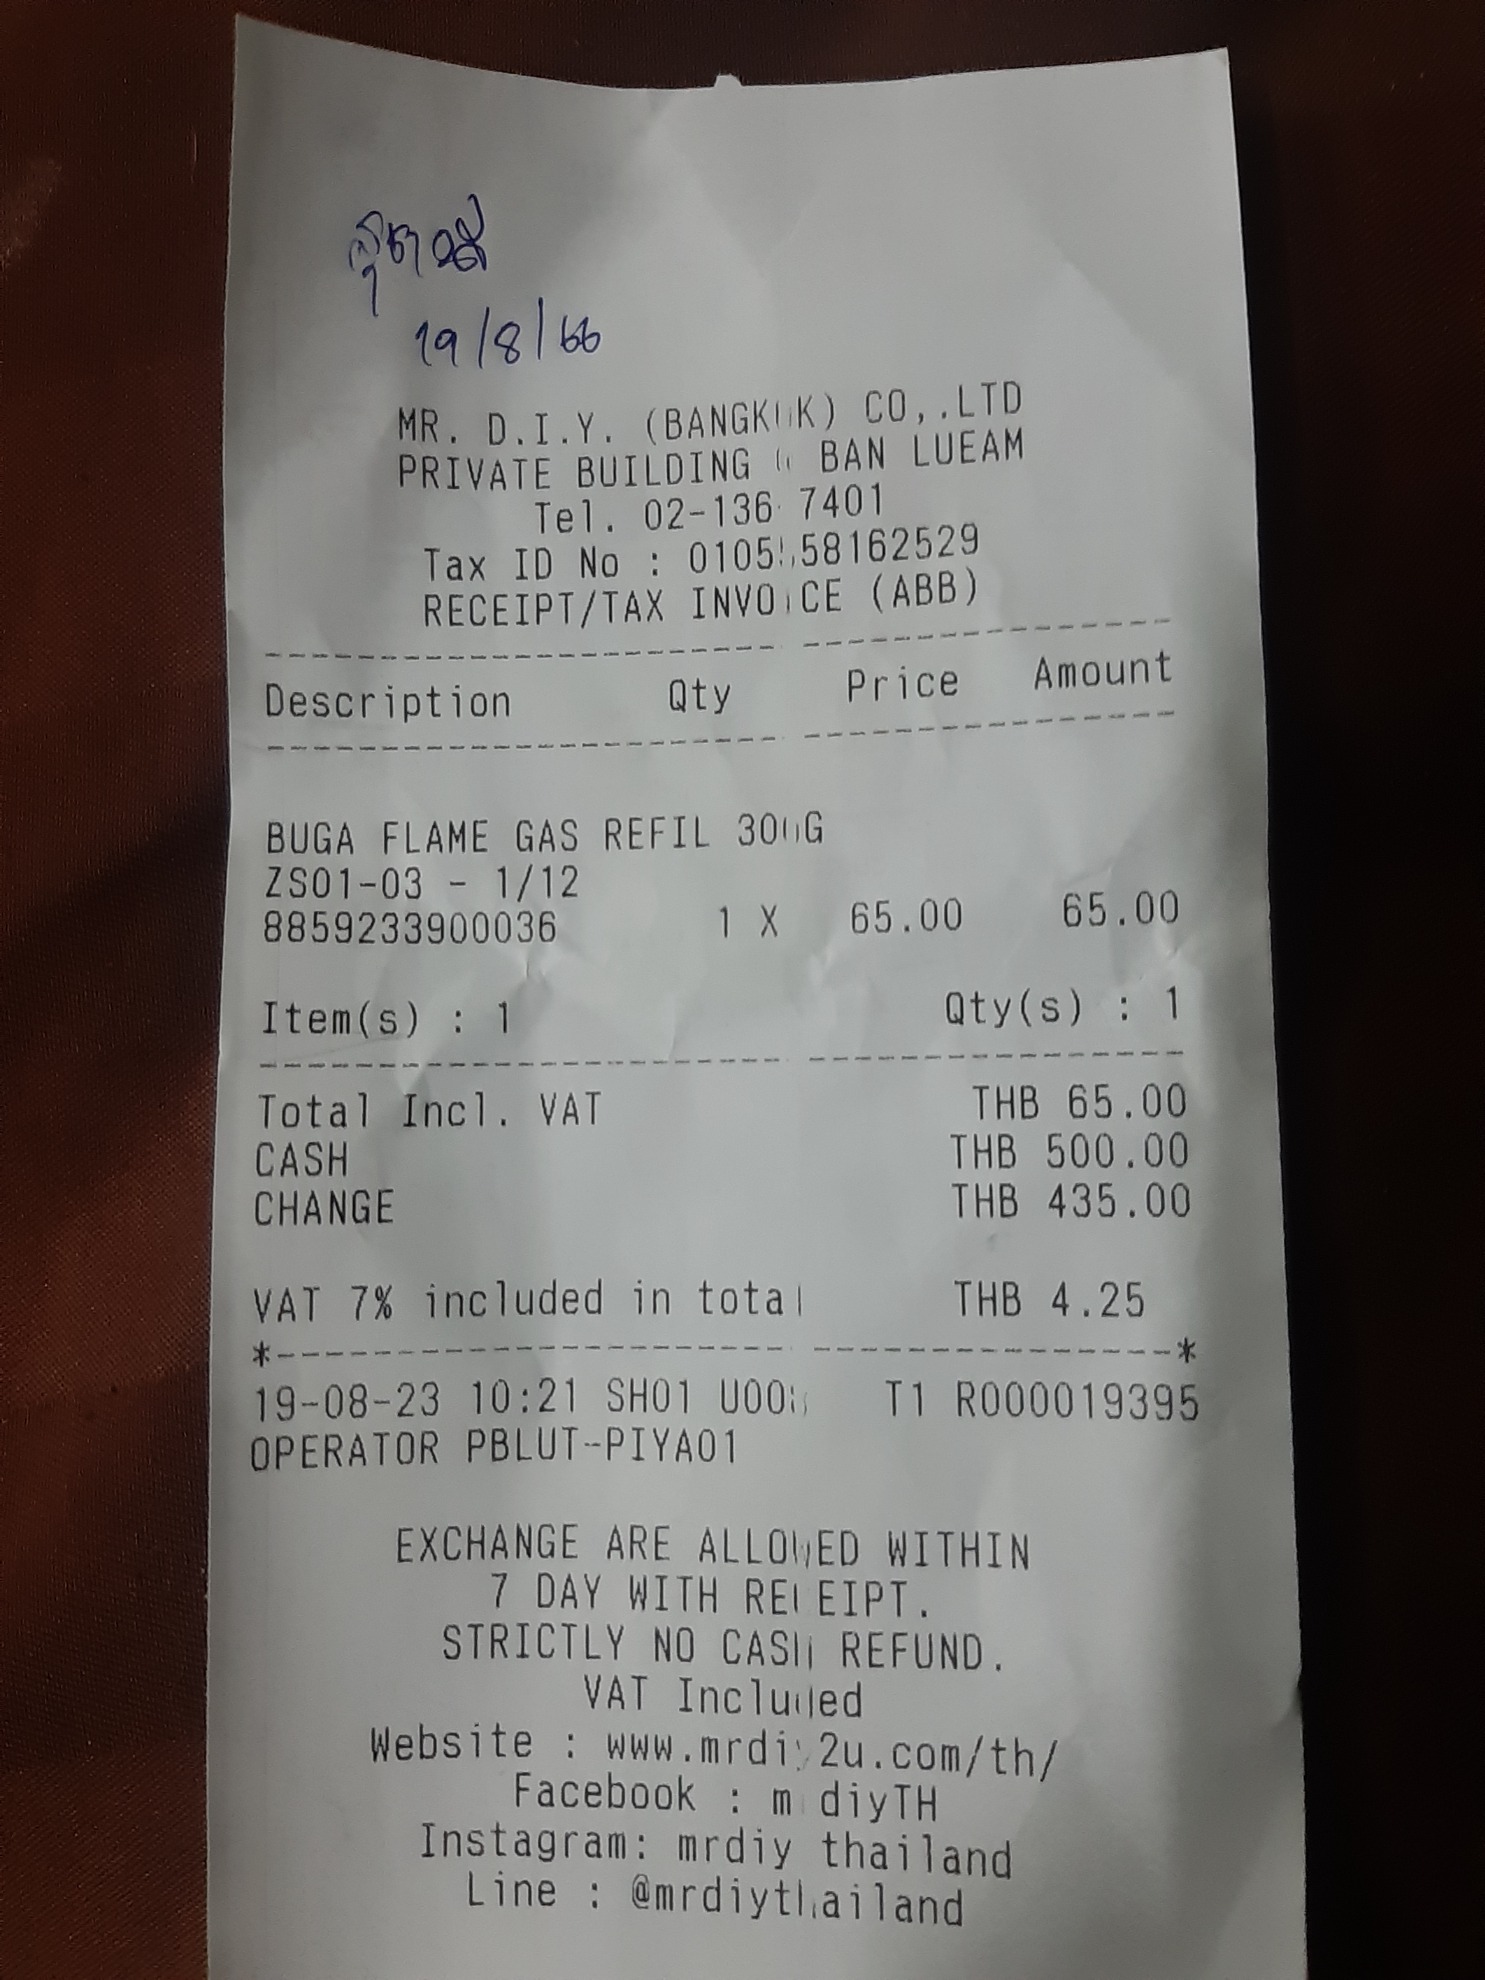 19/8/66
MR. D.I.Y. (BANGKOK) CO,.LTD
PRIVATE BUILDING @ BAN LUEAM
Tel. 02-136-7401
Tax ID No : 0105558162529
RECEIPT/TAX INVOICE (ABB)
Description Qty Price Amount
BUGA FLAME GAS REFIL 300G
ZS01-03 - 1/12
8859233900036 1 X 65.00 65.00
Item(s) : 1 Qty(s) : 1
Total Incl. VAT THB 65.00
CASH THB 500.00
CHANGE THB 435.00
VAT 7% included in total THB 4.25
*-----------------------------------------*
19-08-23 10:21 SH01 T1 R000019395
OPERATOR PBLUT-PIYA01
EXCHANGE ARE ALLOWED WITHIN
7 DAY WITH RECEIPT.
STRICTLY NO CASH REFUND.
VAT Included
Website : www.mrdiy2u.com/th/
Facebook : mrdiyTH
Instagram: mrdiy thailand
Line : @mrdiythailand